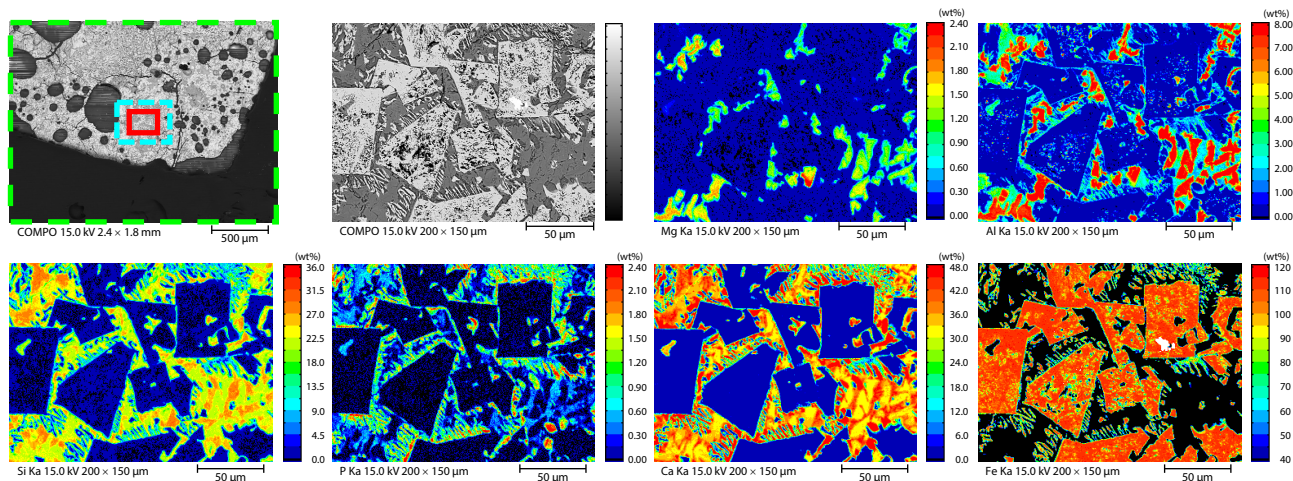 COMPO 15.0 kV 2.4 × 1.8 mm
500 µm
COMPO 15.0 kV 200 × 150 µm
50 µm
(wt%)
2.40
2.10
1.80
1.50
1.20
0.90
0.60
0.30
0.00
Mg Ka 15.0 kV 200 × 150 µm
50 µm
(wt%)
8.00
7.00
6.00
5.00
4.00
3.00
2.00
1.00
0.00
Al Ka 15.0 kV 200 × 150 µm
50 µm
(wt%)
36.0
31.5
27.0
22.5
18.0
13.5
9.0
4.5
0.0
Si Ka 15.0 kV 200 × 150 µm
50 µm
(wt%)
2.40
2.10
1.80
1.50
1.20
0.90
0.60
0.30
0.00
P Ka 15.0 kV 200 × 150 µm
50 µm
(wt%)
48.0
42.0
36.0
30.0
24.0
18.0
12.0
6.0
0.0
Ca Ka 15.0 kV 200 × 150 µm
50 µm
(wt%)
120
110
100
90
80
70
60
50
40
Fe Ka 15.0 kV 200 × 150 µm
50 µm